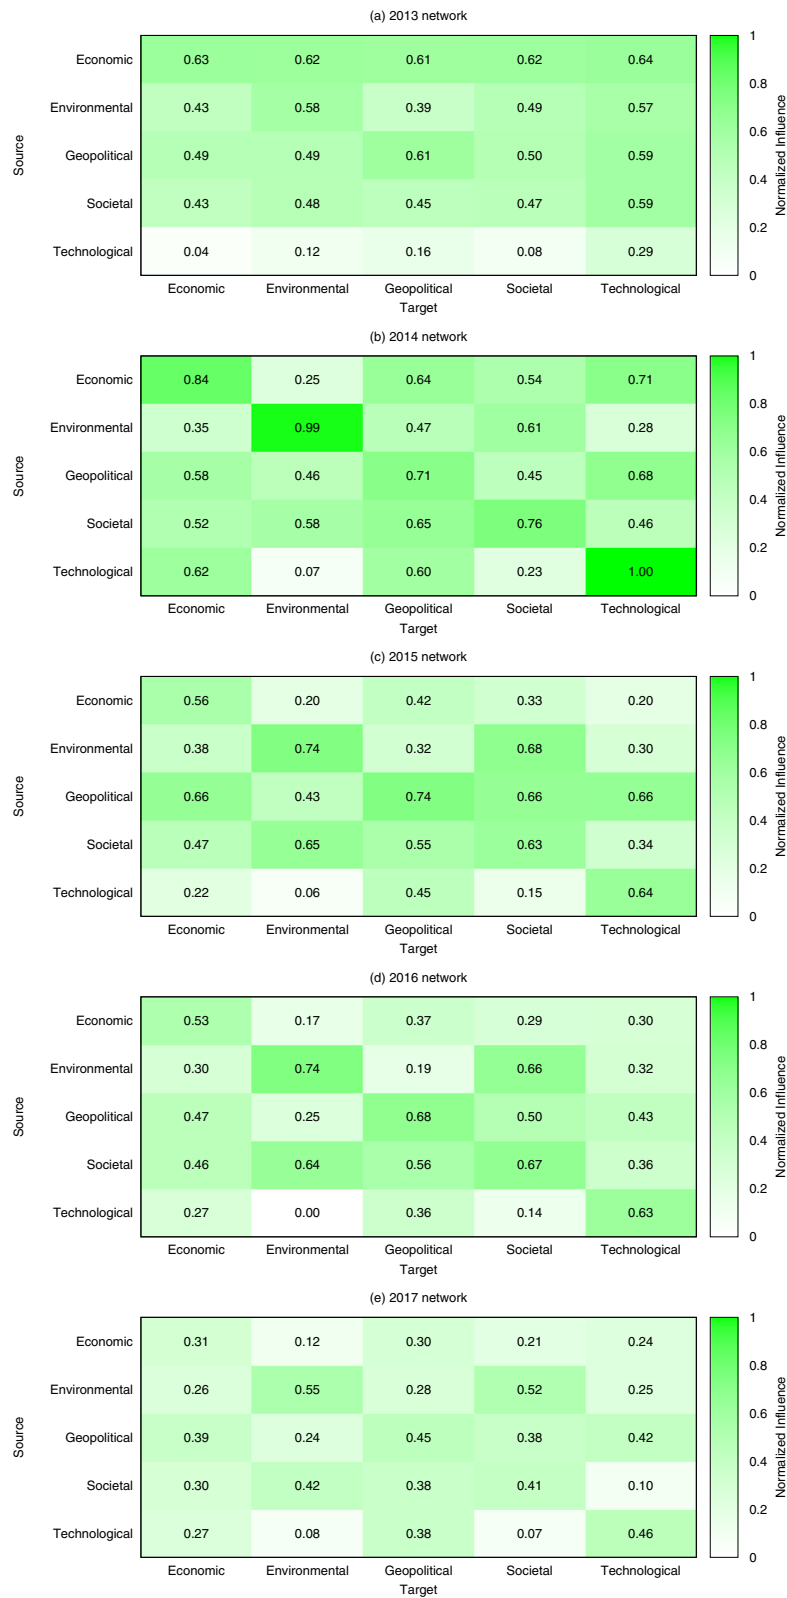 (a) 2013 network
Economic 0.63 0.62 0.61 0.62 0.64
Environmental 0.43 0.58 0.39 0.49 0.57
Geopolitical 0.49 0.49 0.61 0.50 0.59
Societal 0.43 0.48 0.45 0.47 0.59
Technological 0.04 0.12 0.16 0.08 0.29
Economic Environmental Geopolitical Societal Technological
Target
Source
1
0.8
0.6
0.4
0.2
0
Normalized Influence
(b) 2014 network
Economic 0.84 0.25 0.64 0.54 0.71
Environmental 0.35 0.99 0.47 0.61 0.28
Geopolitical 0.58 0.46 0.71 0.45 0.68
Societal 0.52 0.58 0.65 0.76 0.46
Technological 0.62 0.07 0.60 0.23 1.00
Economic Environmental Geopolitical Societal Technological
Target
Source
1
0.8
0.6
0.4
0.2
0
Normalized Influence
(c) 2015 network
Economic 0.56 0.20 0.42 0.33 0.20
Environmental 0.38 0.74 0.32 0.68 0.30
Geopolitical 0.66 0.43 0.74 0.66 0.66
Societal 0.47 0.65 0.55 0.63 0.34
Technological 0.22 0.06 0.45 0.15 0.64
Economic Environmental Geopolitical Societal Technological
Target
Source
1
0.8
0.6
0.4
0.2
0
Normalized Influence
(d) 2016 network
Economic 0.53 0.17 0.37 0.29 0.30
Environmental 0.30 0.74 0.19 0.66 0.32
Geopolitical 0.47 0.25 0.68 0.50 0.43
Societal 0.46 0.64 0.56 0.67 0.36
Technological 0.27 0.00 0.36 0.14 0.63
Economic Environmental Geopolitical Societal Technological
Target
Source
1
0.8
0.6
0.4
0.2
0
Normalized Influence
(e) 2017 network
Economic 0.31 0.12 0.30 0.21 0.24
Environmental 0.26 0.55 0.28 0.52 0.25
Geopolitical 0.39 0.24 0.45 0.38 0.42
Societal 0.30 0.42 0.38 0.41 0.10
Technological 0.27 0.08 0.38 0.07 0.46
Economic Environmental Geopolitical Societal Technological
Target
Source
1
0.8
0.6
0.4
0.2
0
Normalized Influence